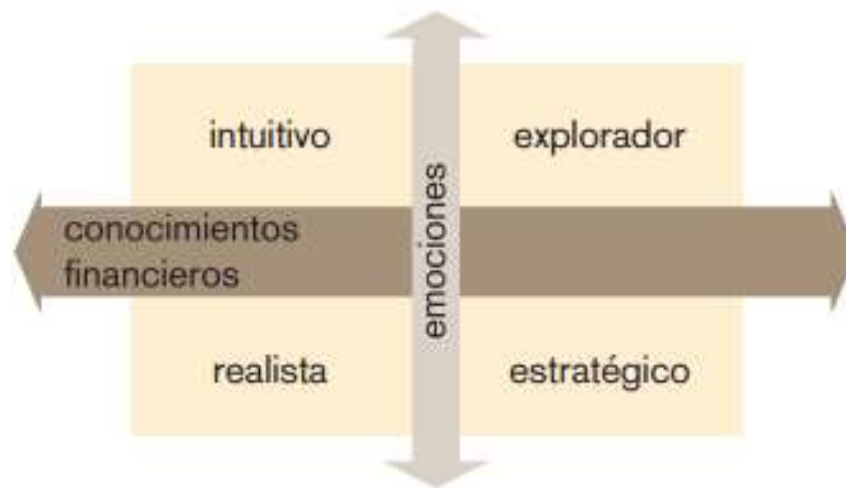 intuitivo
explorador
conocimientos
financieros
emociones
realista
estratégico